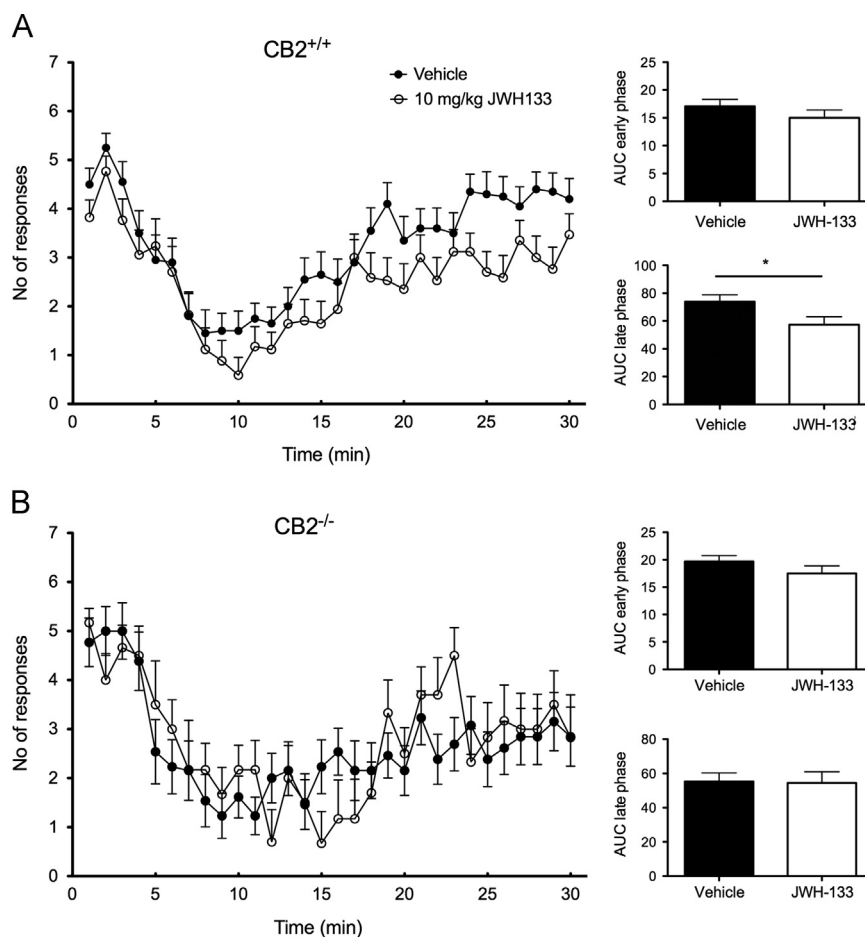 A
CB2+/+
Vehicle
10 mg/kg JWH133
No of responses
7
6
5
4
3
2
1
0
0 5 10 15 20 25 30
Time (min)
AUC early phase
25
20
15
10
5
0
Vehicle JWH-133
AUC late phase
100
80
60
40
20
0
*
Vehicle JWH-133
B
CB2-/-
No of responses
7
6
5
4
3
2
1
0
0 5 10 15 20 25 30
Time (min)
AUC early phase
25
20
15
10
5
0
Vehicle JWH-133
AUC late phase
80
60
40
20
0
Vehicle JWH-133